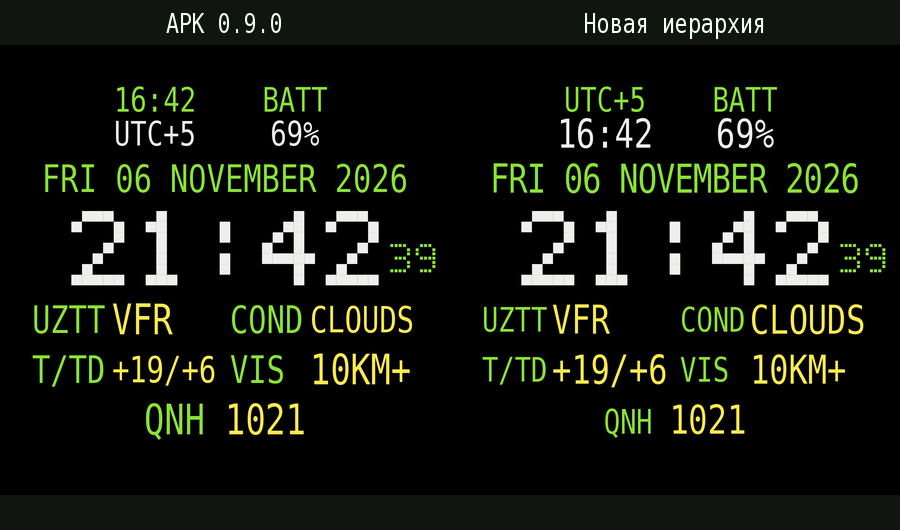 APK 0.9.0
16:42 BATT
UTC+5 69%
FRI 06 NOVEMBER 2026
21:42 39
UZTT VFR COND CLOUDS
T/TD +19/+6 VIS 10KM+
QNH 1021
Новая иерархия
UTC+5 BATT
16:42 69%
FRI 06 NOVEMBER 2026
21:42 39
UZTT VFR COND CLOUDS
T/TD +19/+6 VIS 10KM+
QNH 1021